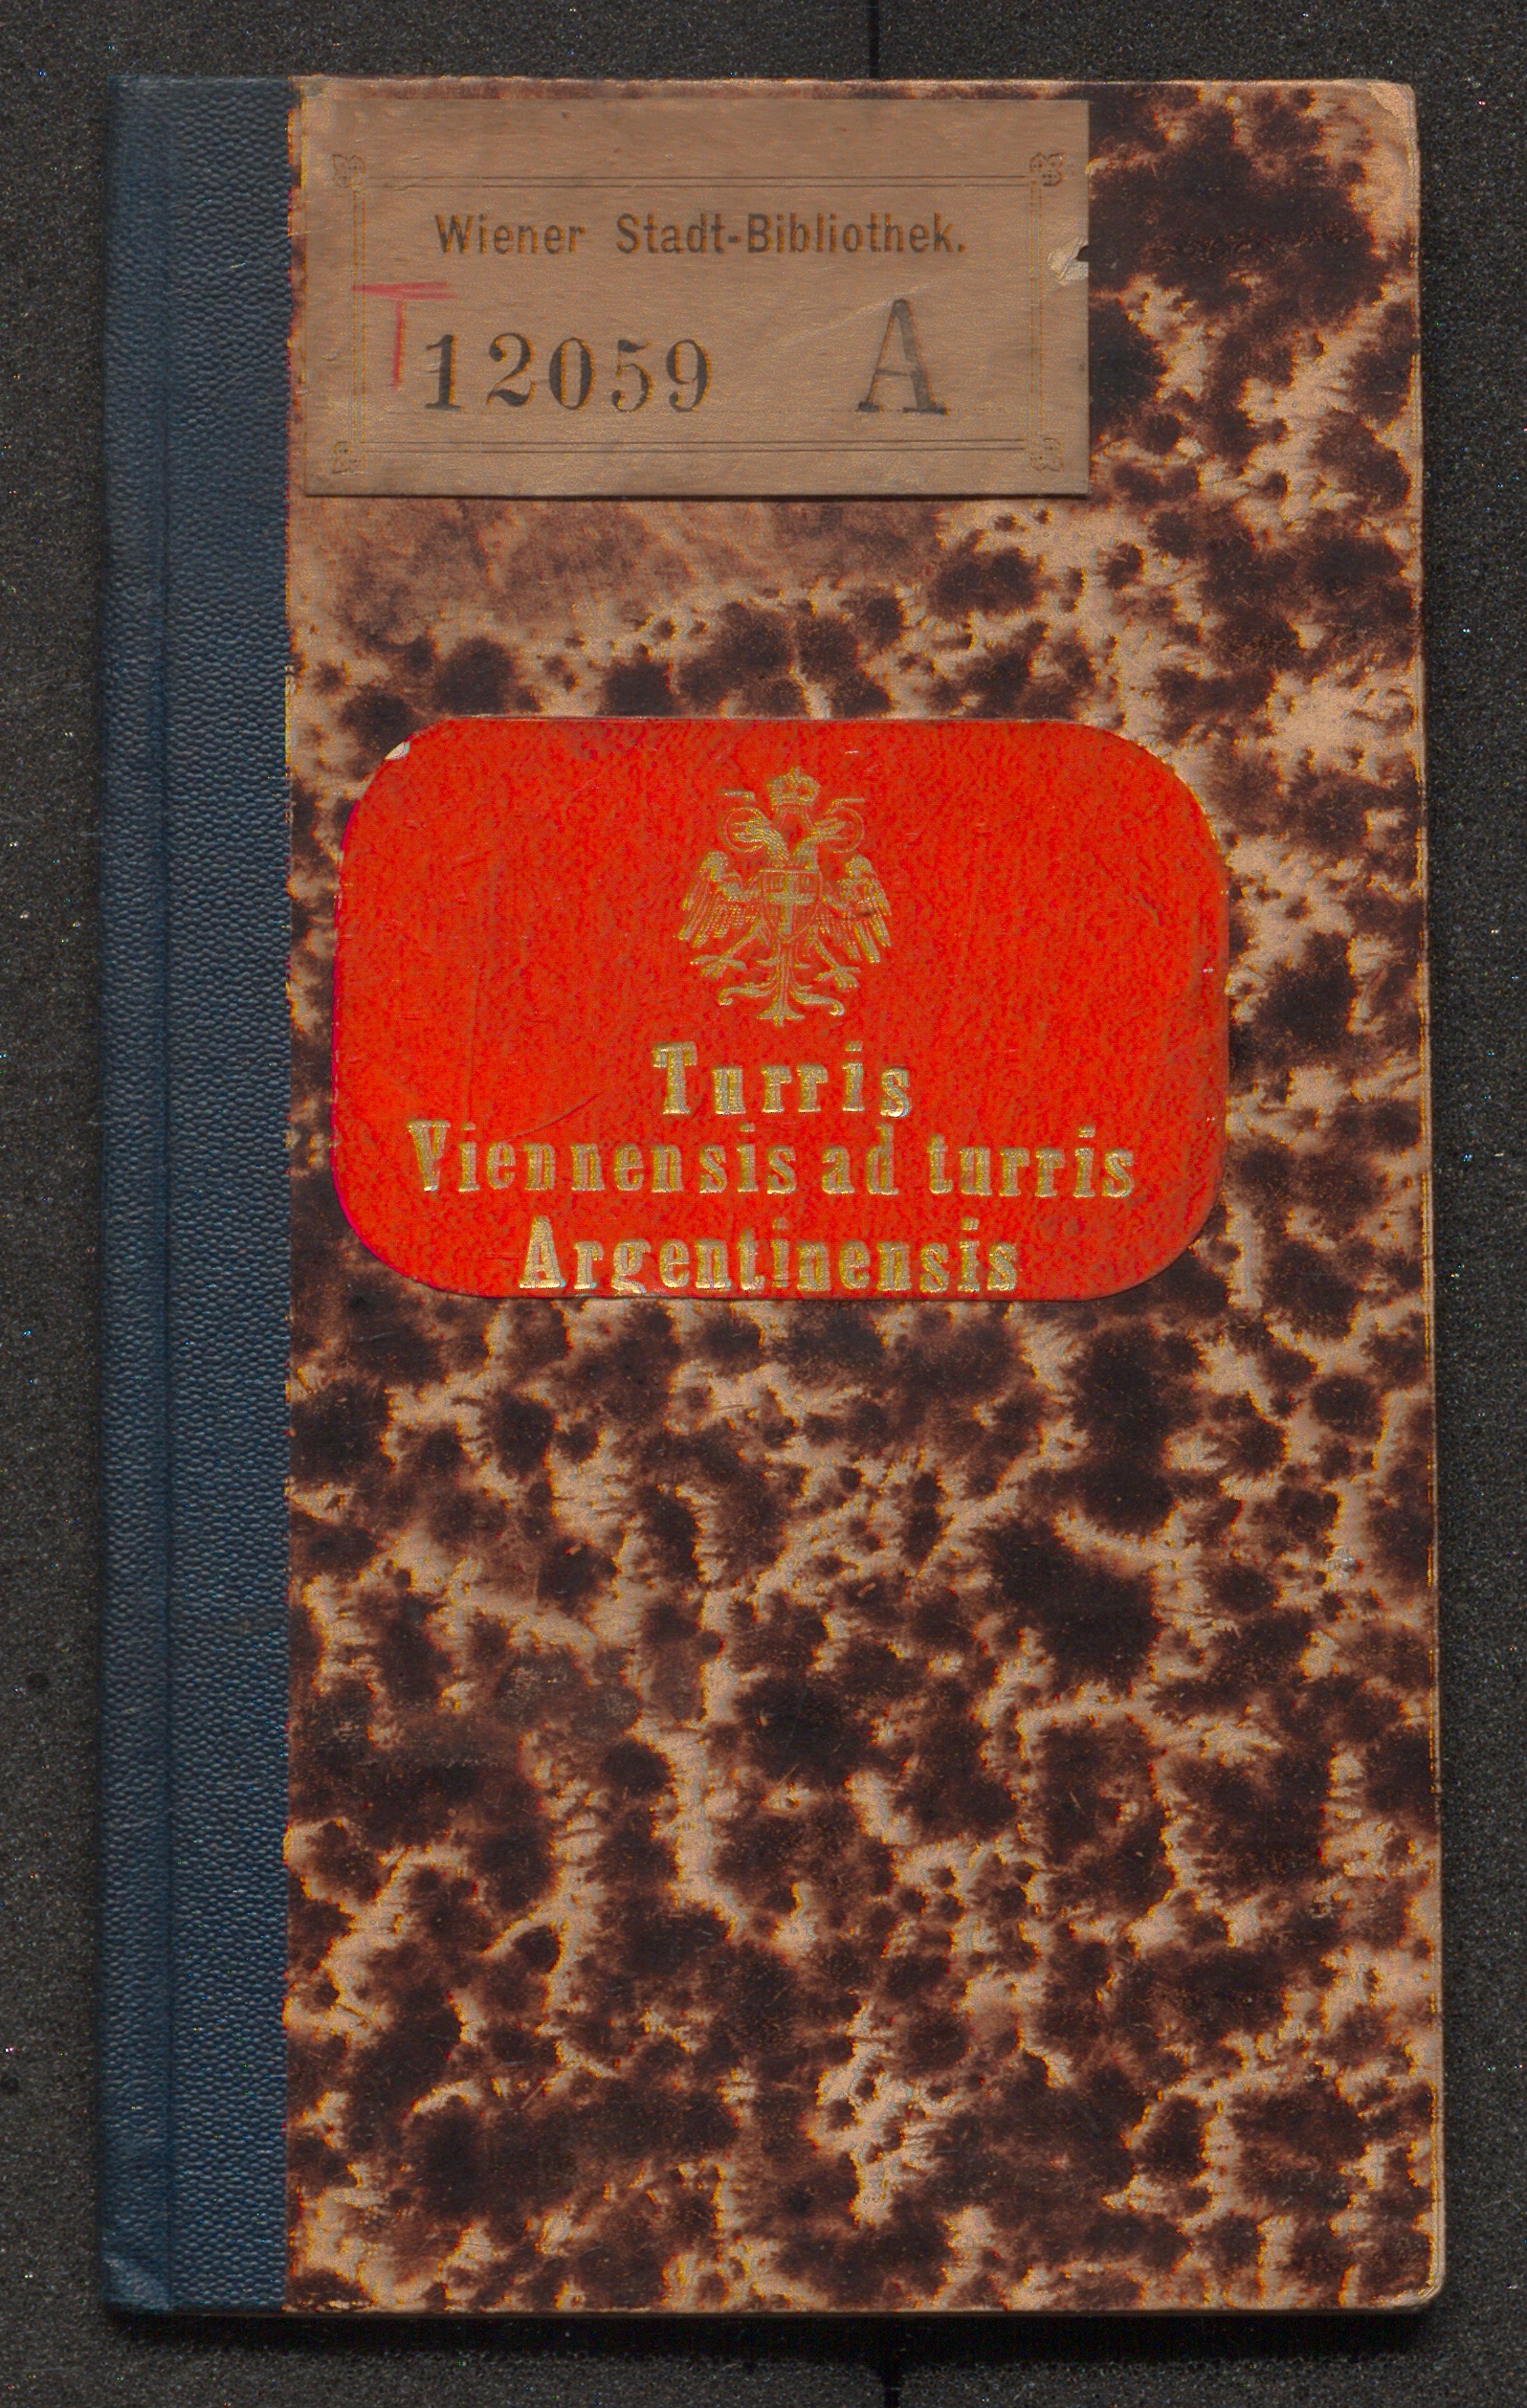 Wiener Stadt-Bibliothek.
T 12059 A
Turris
Viennensis ad turris
Argentinensis